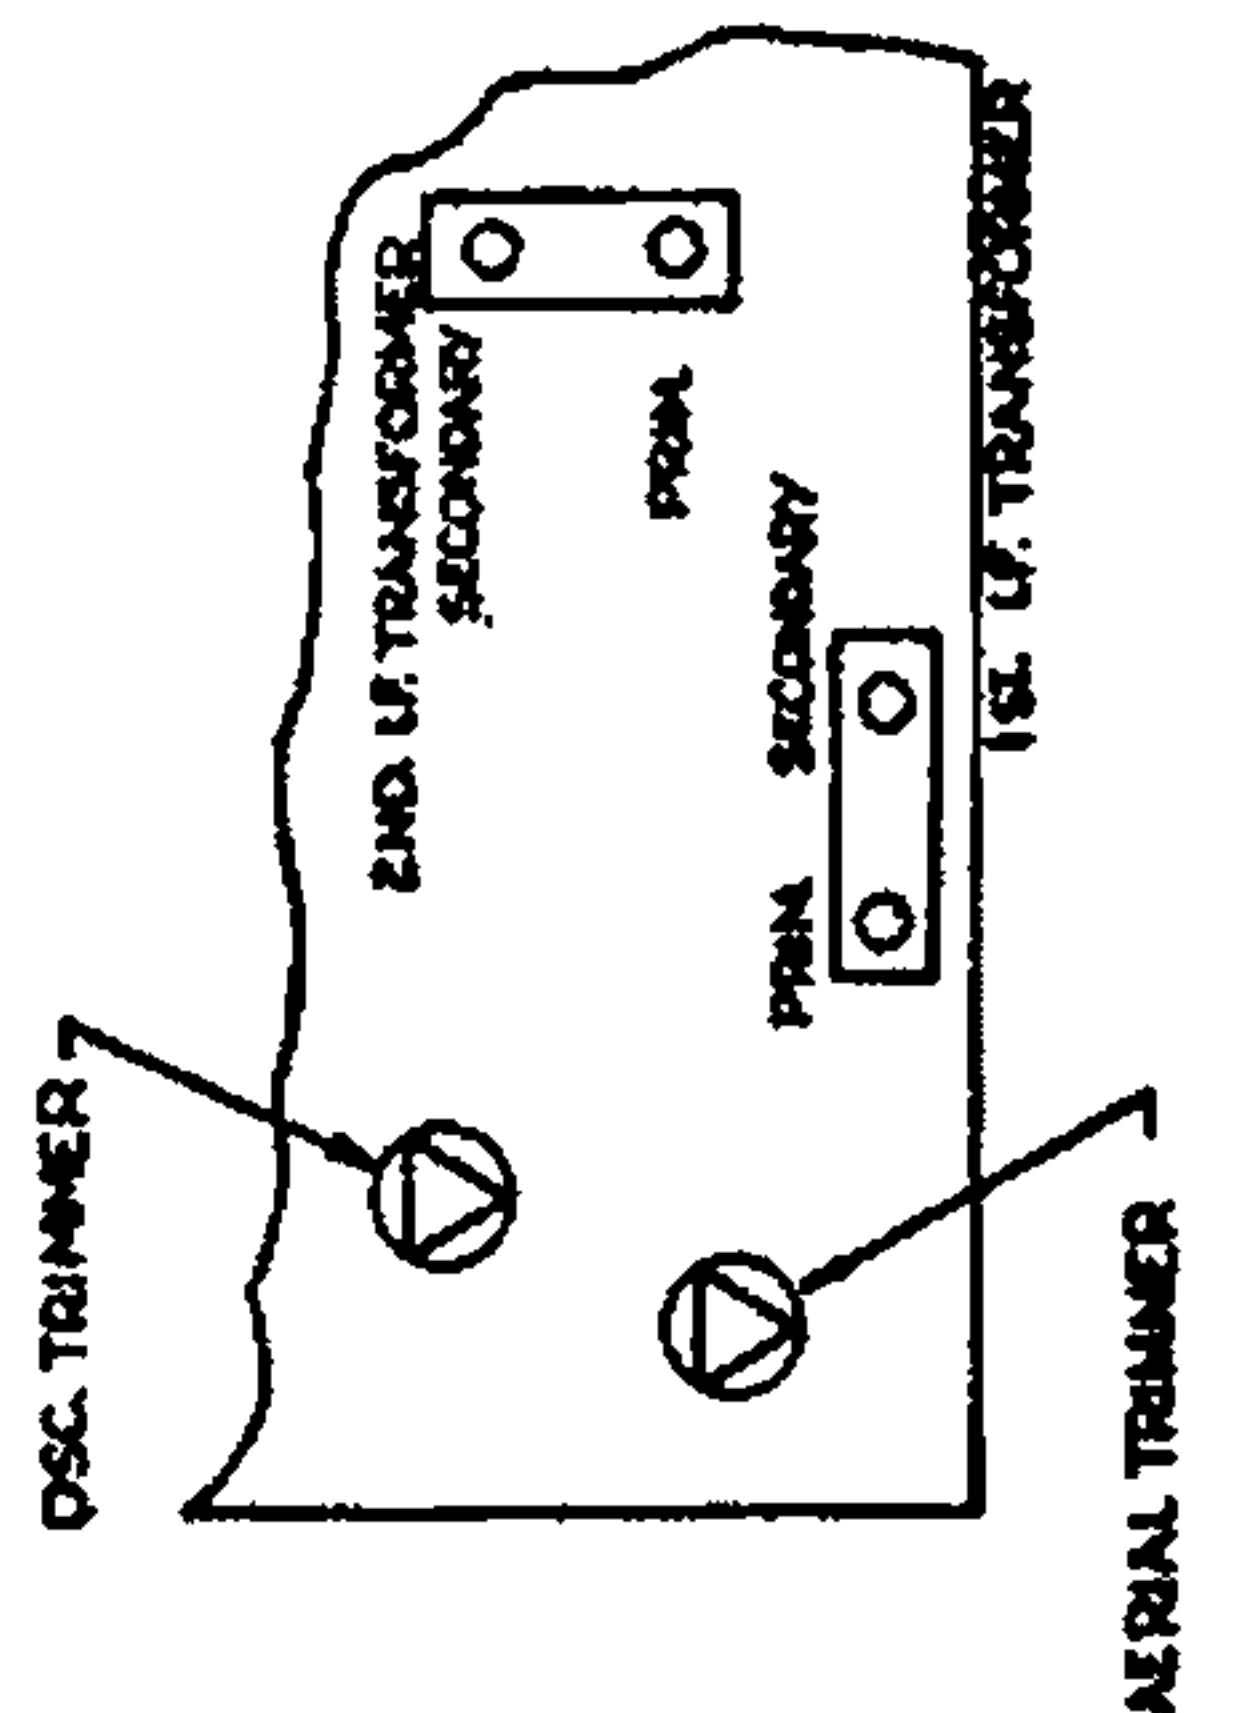 OSC. TRIMMER
2ND. I.F. TRANSFORMER
SECONDARY
PRIM.
SECONDARY
PRIM
1ST. I.F. TRANSFORMER
AERIAL TRIMMER